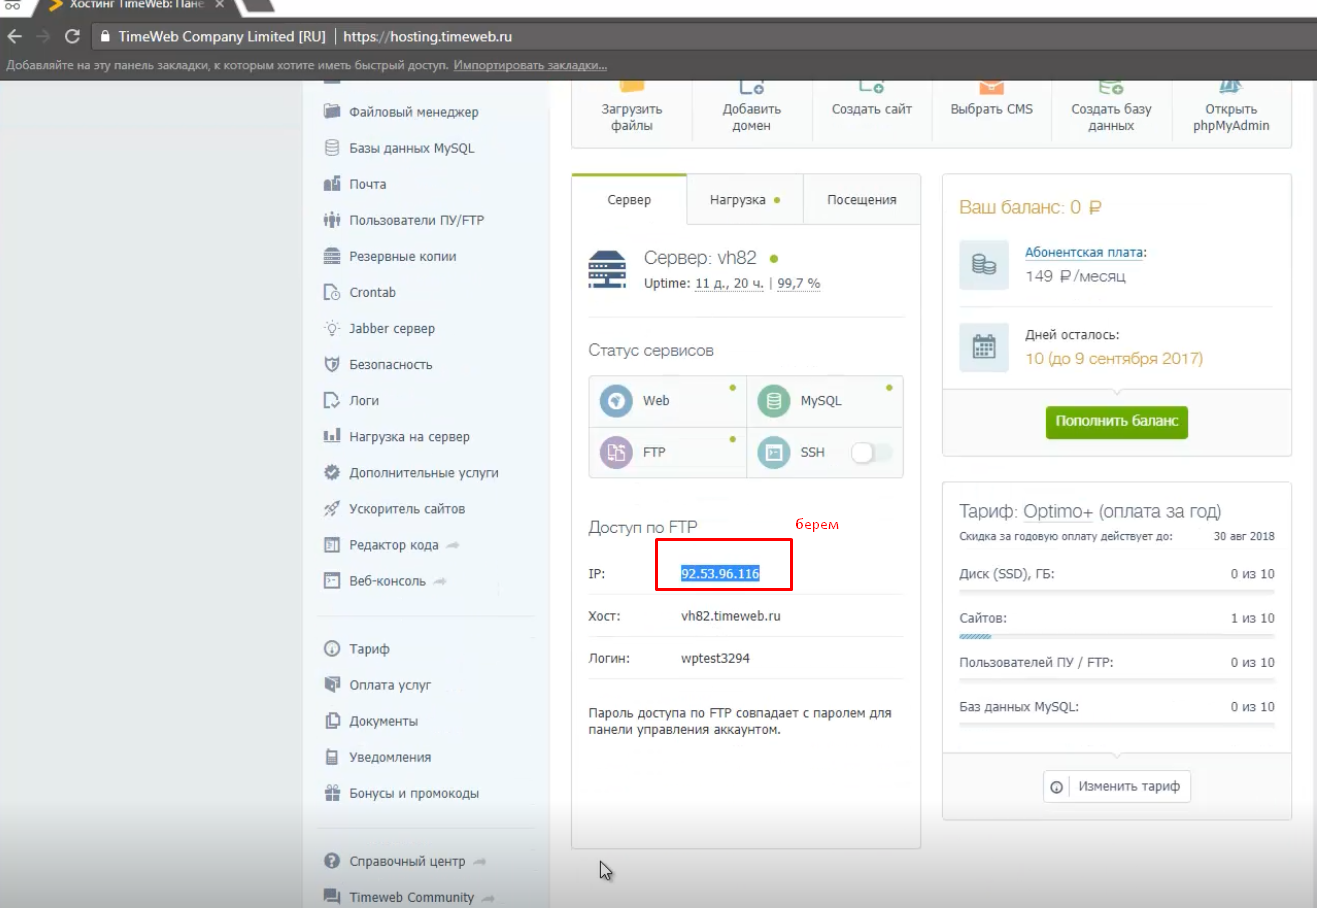 Хостинг TimeWeb: Пане
TimeWeb Company Limited [RU] https://hosting.timeweb.ru
Добавляйте на эту панель закладки, к которым хотите иметь быстрый доступ. Импортировать закладки...
Файловый менеджер
Базы данных MySQL
Почта
Пользователи ПУ/FTP
Резервные копии
Crontab
Jabber сервер
Безопасность
Логи
Нагрузка на сервер
Дополнительные услуги
Ускоритель сайтов
Редактор кода
Веб-консоль
Тариф
Оплата услуг
Документы
Уведомления
Бонусы и промокоды
Справочный центр
Timeweb Community
Загрузить
файлы
Добавить
домен
Создать сайт
Выбрать CMS
Создать базу
данных
Открыть
phpMyAdmin
Сервер
Нагрузка
Посещения
Сервер: vh82
Uptime: 11 д., 20 ч. | 99,7 %
Статус сервисов
Web
MySQL
FTP
SSH
Доступ по FTP
берем
IP: 92.53.96.116
Хост: vh82.timeweb.ru
Логин: wptest3294
Пароль доступа по FTP совпадает с паролем для
панели управления аккаунтом.
Ваш баланс: 0 ₽
Абонентская плата:
149 ₽/месяц
Дней осталось:
10 (до 9 сентября 2017)
Пополнить баланс
Тариф: Optimo+ (оплата за год)
Скидка за годовую оплату действует до: 30 авг 2018
Диск (SSD), ГБ: 0 из 10
Сайтов: 1 из 10
Пользователей ПУ / FTP: 0 из 10
Баз данных MySQL: 0 из 10
Изменить тариф